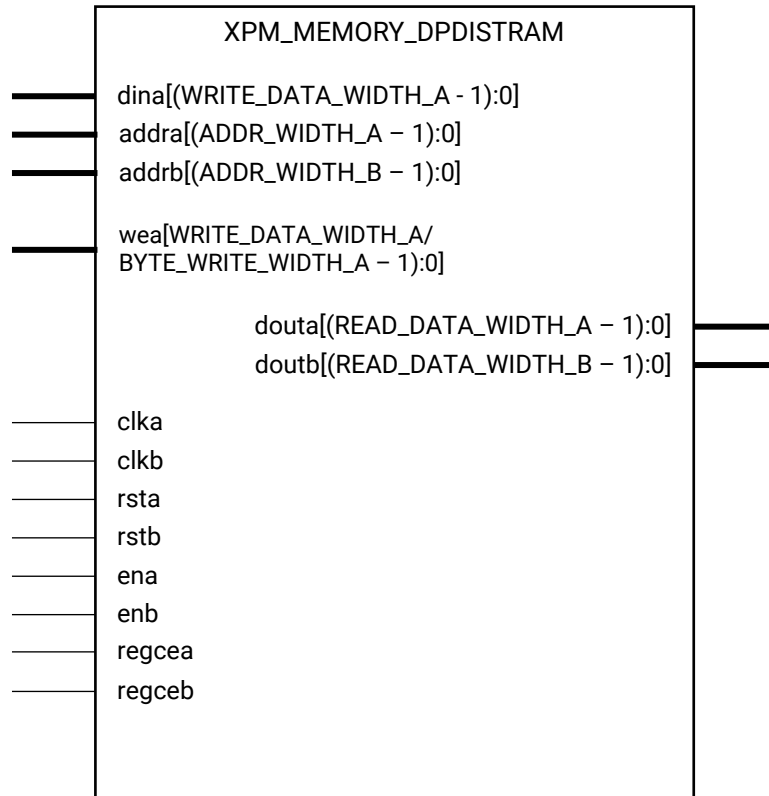 XPM_MEMORY_DPDISTRAM
dina[(WRITE_DATA_WIDTH_A - 1):0]
addra[(ADDR_WIDTH_A – 1):0]
addrb[(ADDR_WIDTH_B – 1):0]
wea[WRITE_DATA_WIDTH_A/
BYTE_WRITE_WIDTH_A – 1):0]
douta[(READ_DATA_WIDTH_A – 1):0]
doutb[(READ_DATA_WIDTH_B – 1):0]
clka
clkb
rsta
rstb
ena
enb
regcea
regceb